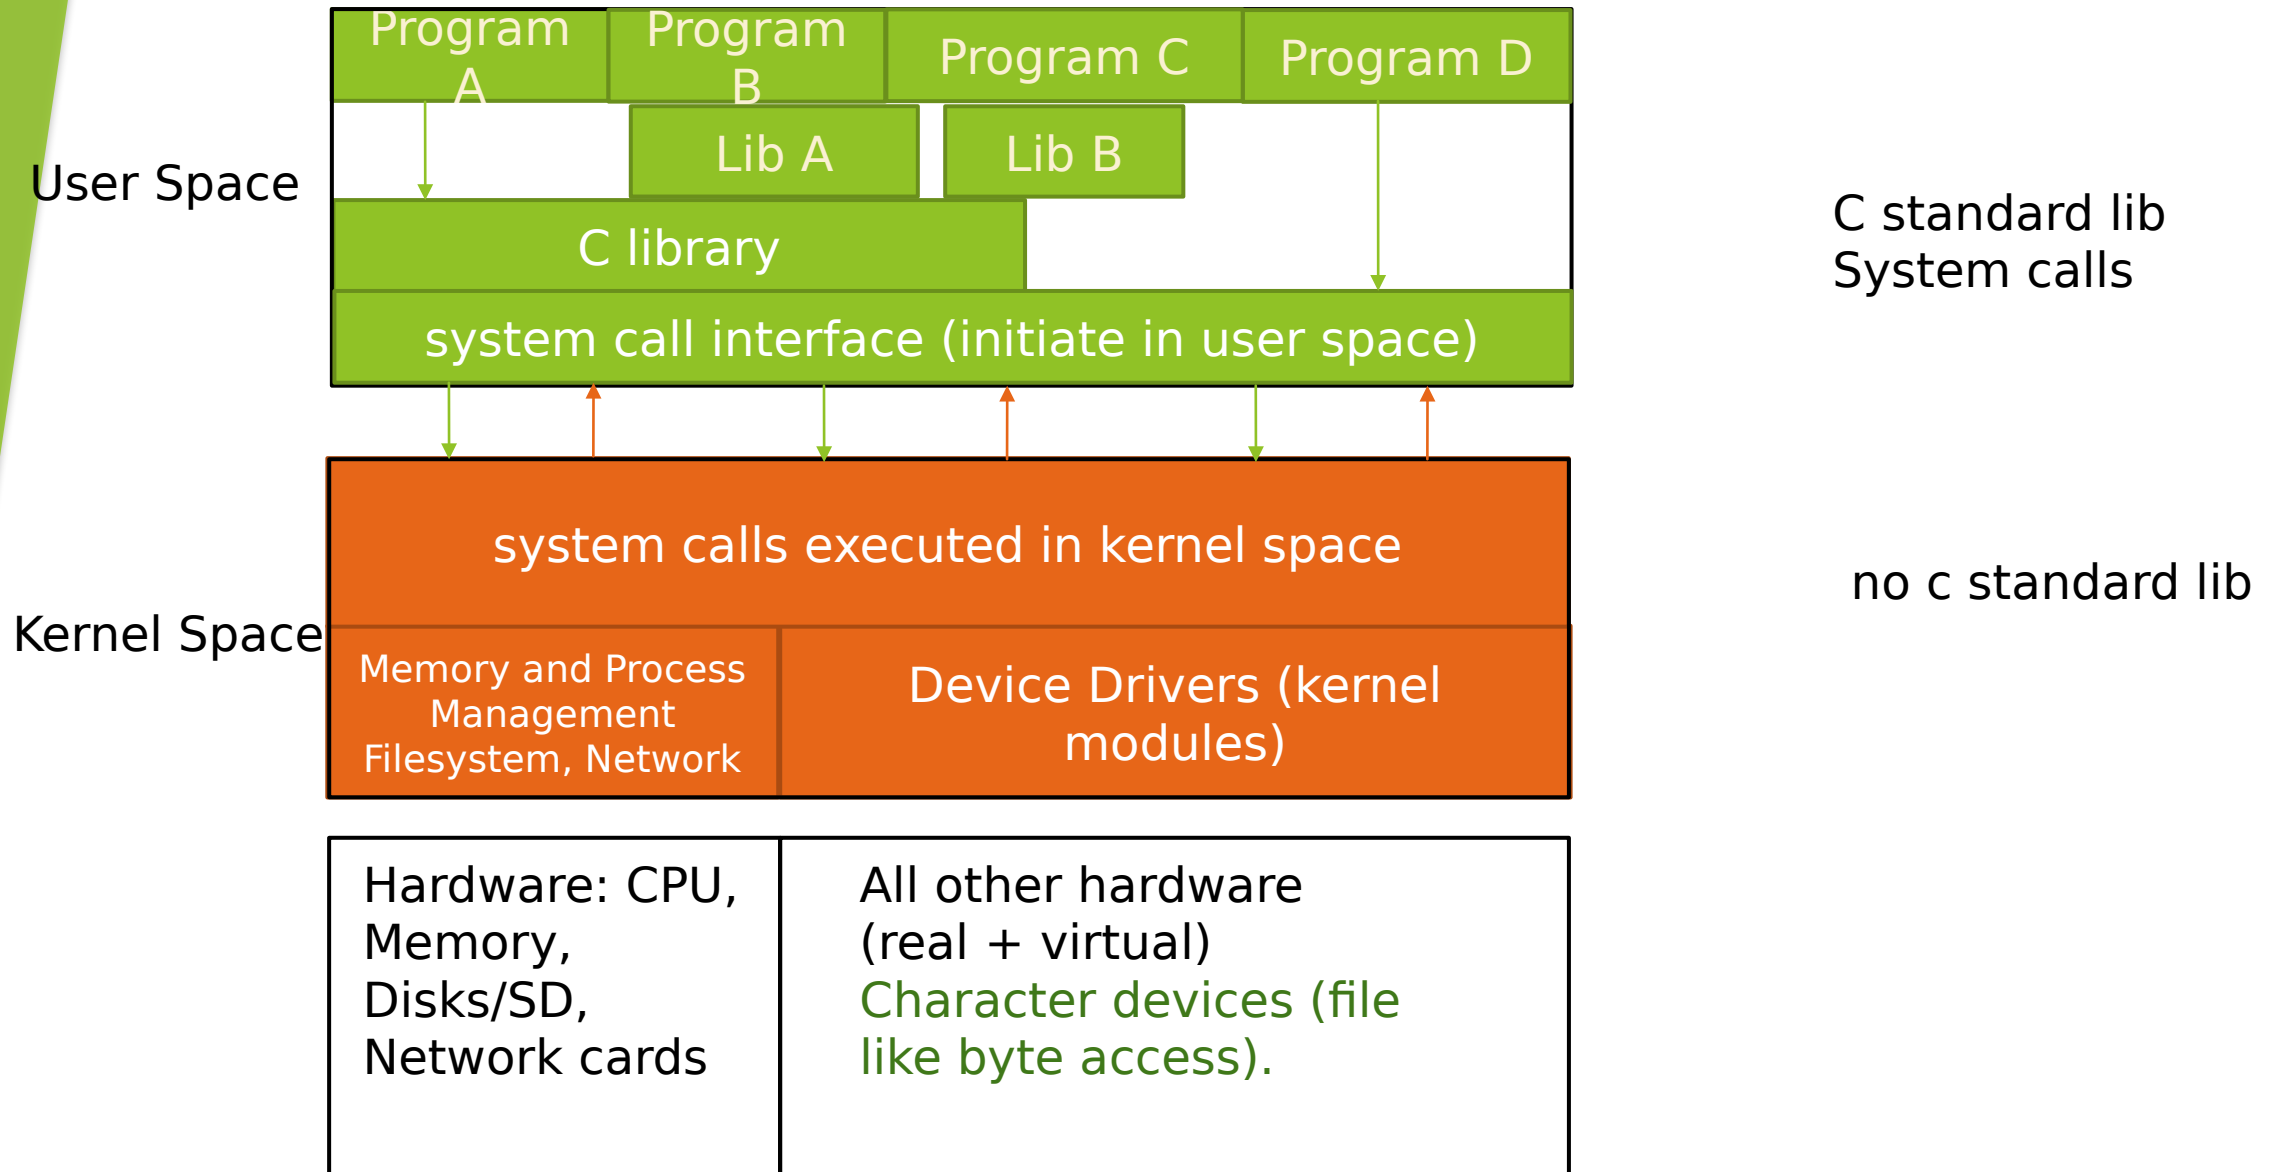 Program
A
Program
B
Program C
Program D
Lib A
Lib B
User Space
C library
C standard lib
System calls
system call interface (initiate in user space)
system calls executed in kernel space
no c standard lib
Kernel Space
Memory and Process
Management
Filesystem, Network
Device Drivers (kernel
modules)
Hardware: CPU,
Memory,
Disks/SD,
Network cards
All other hardware
(real + virtual)
Character devices (file
like byte access).